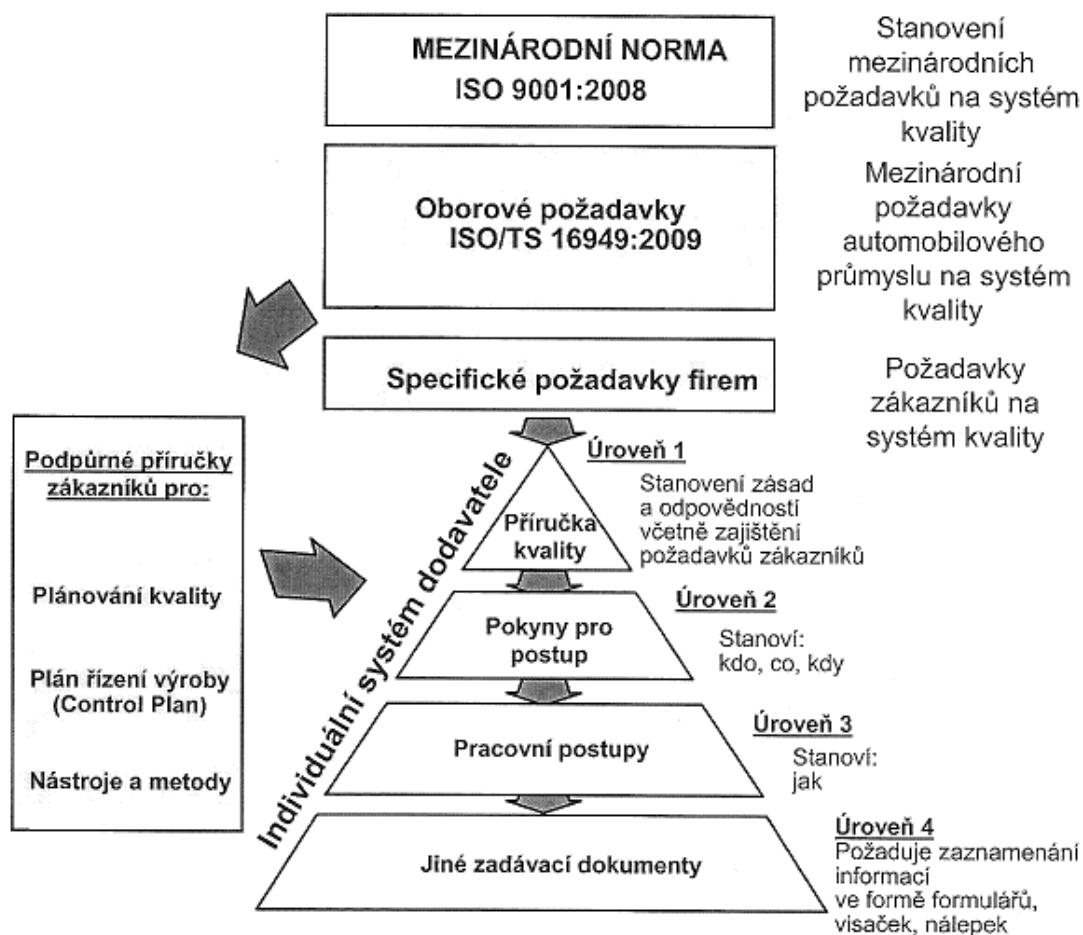 MEZINÁRODNÍ NORMA
ISO 9001:2008
Stanovení
mezinárodních
požadavků na systém
kvality
Oborové požadavky
ISO/TS 16949:2009
Mezinárodní
požadavky
automobilového
průmyslu na systém
kvality
Specifické požadavky firem
Požadavky
zákazníků na
systém kvality
Podpůrné příručky
zákazníků pro:
Plánování kvality
Plán řízení výroby
(Control Plan)
Nástroje a metody
Individuální systém dodavatele
Úroveň 1
Stanovení zásad
a odpovědností
včetně zajištění
požadavků zákazníků
Příručka
kvality
Úroveň 2
Stanoví:
kdo, co, kdy
Pokyny pro
postup
Úroveň 3
Stanoví:
jak
Pracovní postupy
Úroveň 4
Požaduje zaznamenání
informací
ve formě formulářů,
visaček, nálepek
Jiné zadávací dokumenty